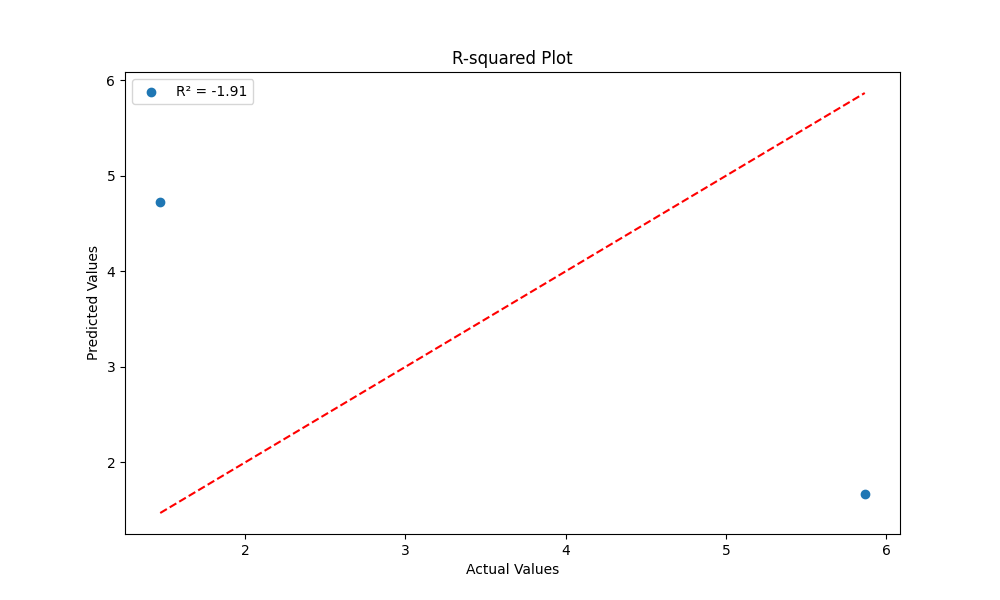 R-squared Plot
R² = -1.91
6
5
4
3
2
Predicted Values
2 3 4 5 6
Actual Values